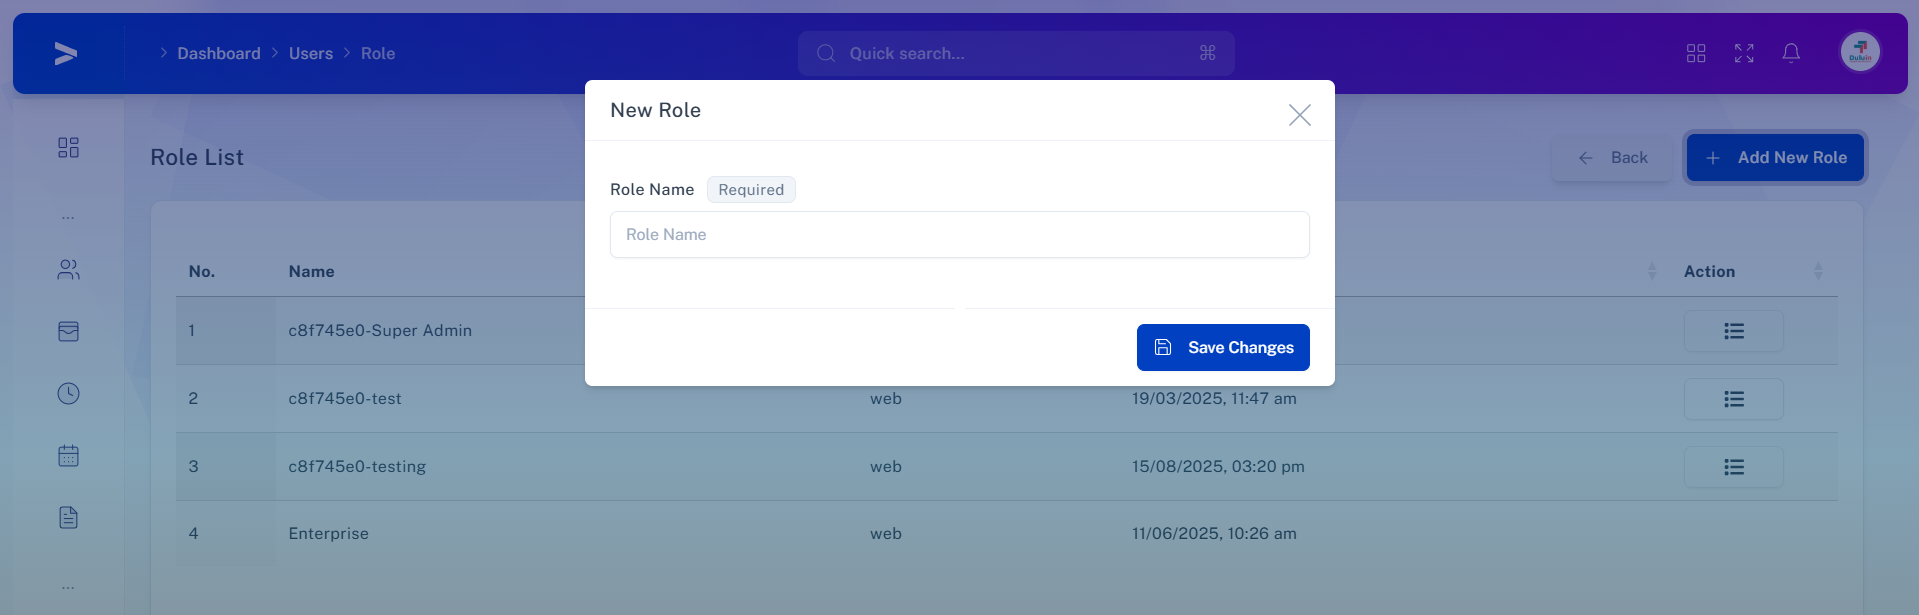 Dashboard Users Role
Quick search...
Duluin
New Role
Role List
Back
Add New Role
Role Name Required
Role Name
No. Name Action
1 c8f745e0-Super Admin
Save Changes
2 c8f745e0-test web 19/03/2025, 11:47 am
3 c8f745e0-testing web 15/08/2025, 03:20 pm
4 Enterprise web 11/06/2025, 10:26 am